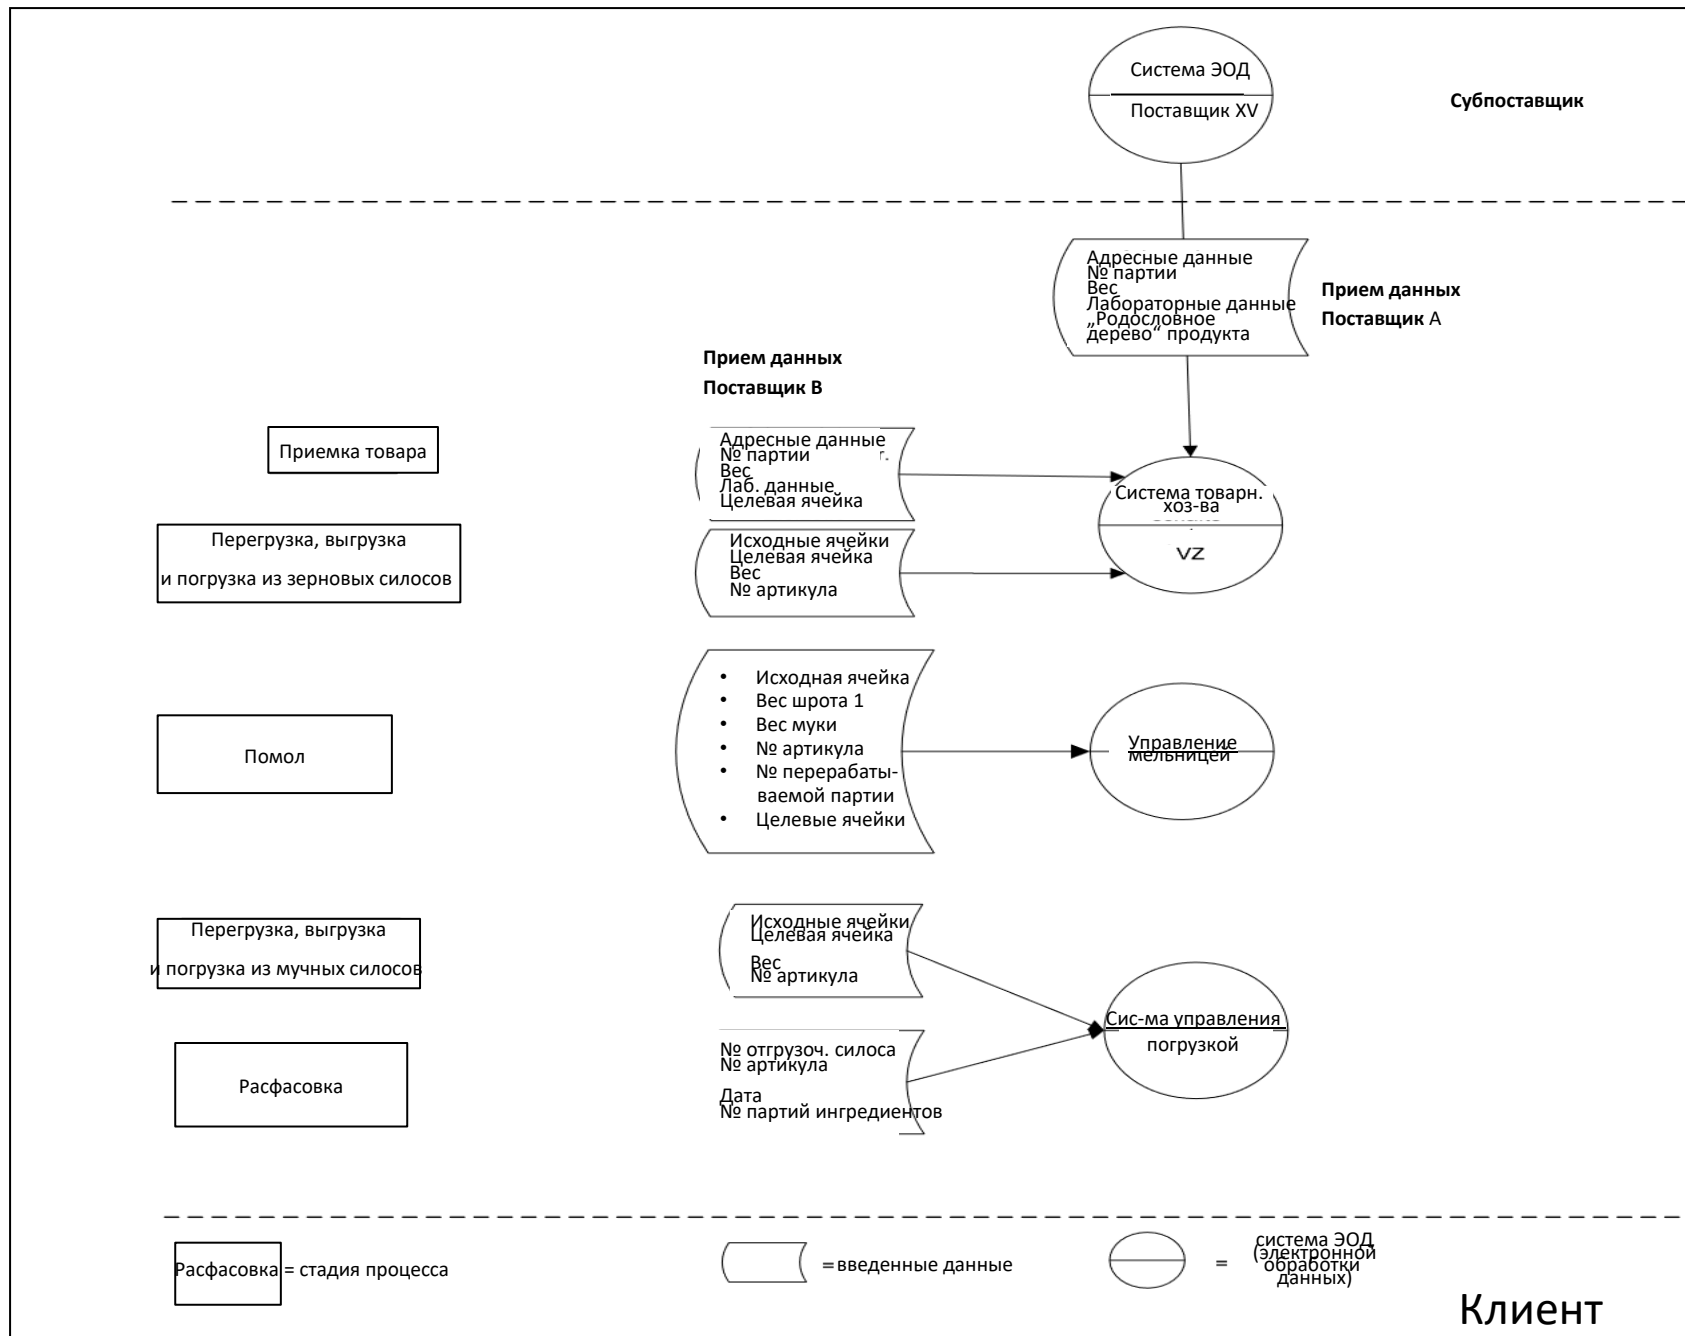 Система ЭОД
Поставщик XV
Субпоставщик
Адресные данные
№ партии
Вес
Лабораторные данные
„Родословное
дерево“ продукта
Прием данных
Поставщик А
Прием данных
Поставщик В
Приемка товара
Адресные данные
№ партии
Вес
Лаб. данные
Целевая ячейка
Система товарн.
хоз-ва
VZ
Перегрузка, выгрузка
и погрузка из зерновых силосов
Исходные ячейки
Целевая ячейка
Вес
№ артикула
Помол
• Исходная ячейка
• Вес шрота 1
• Вес муки
• № артикула
• № перерабаты-
ваемой партии
• Целевые ячейки
Управление
мельницей
Перегрузка, выгрузка
и погрузка из мучных силосов
Исходные ячейки
Целевая ячейка
Вес
№ артикула
Сис-ма управления
погрузкой
Расфасовка
№ отгрузоч. силоса
№ артикула
Дата
№ партий ингредиентов
Расфасовка = стадия процесса
=введенные данные
=
система ЭОД
(электронной
обработки
данных)
Клиент